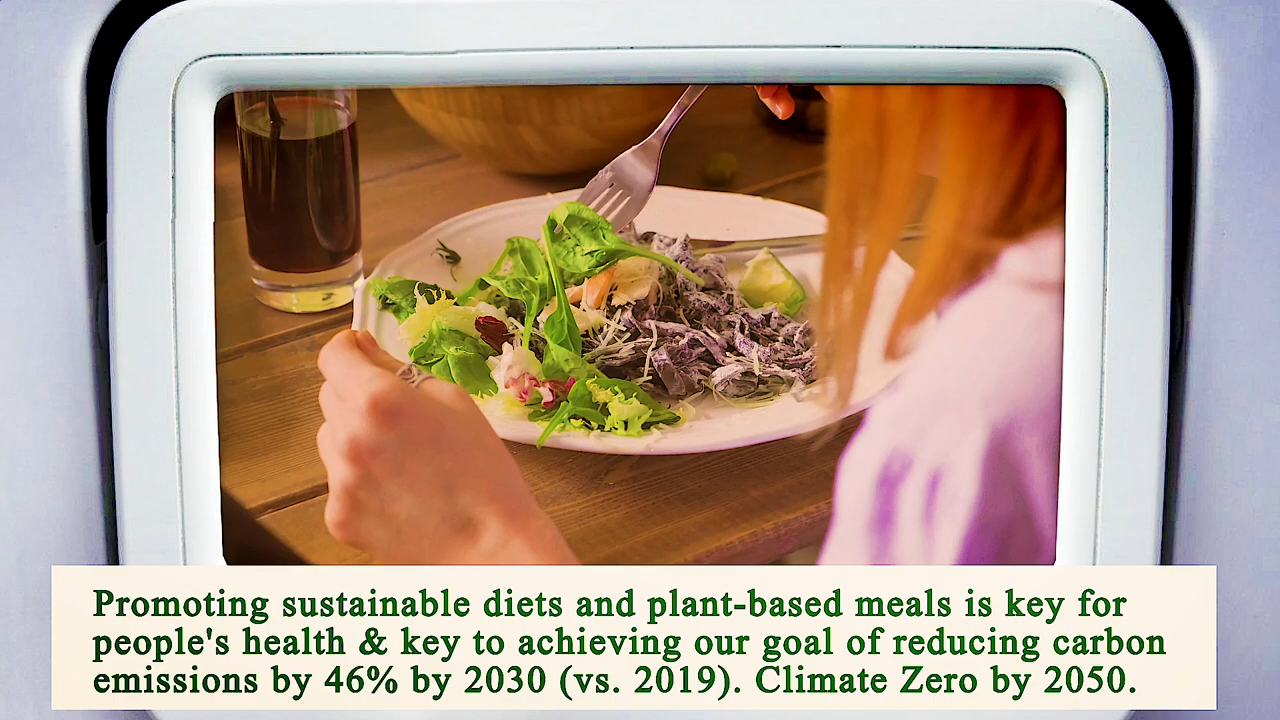 Promoting sustainable diets and plant-based meals is key for
people's health & key to achieving our goal of reducing carbon
emissions by 46% by 2030 (vs. 2019). Climate Zero by 2050.